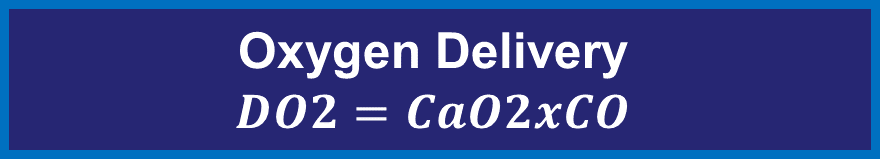 Oxygen Delivery
DO2 = CaO2xCO